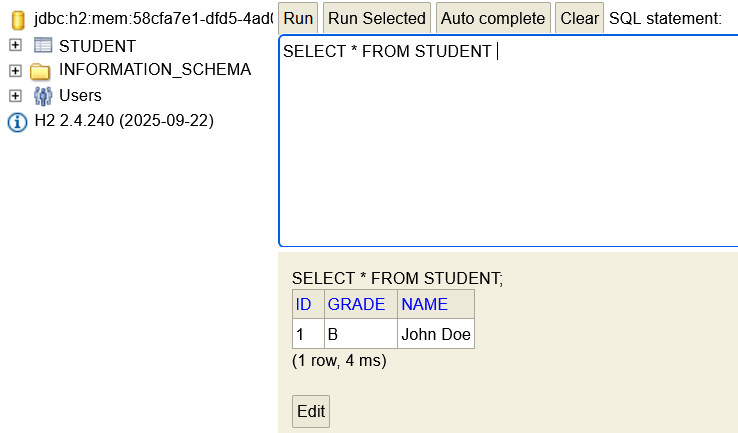 jdbc:h2:mem:58cfa7e1-dfd5-4ad0
STUDENT
INFORMATION_SCHEMA
Users
H2 2.4.240 (2025-09-22)
Run Run Selected Auto complete Clear SQL statement:
SELECT * FROM STUDENT
SELECT * FROM STUDENT;
ID GRADE NAME
1 B John Doe
(1 row, 4 ms)
Edit